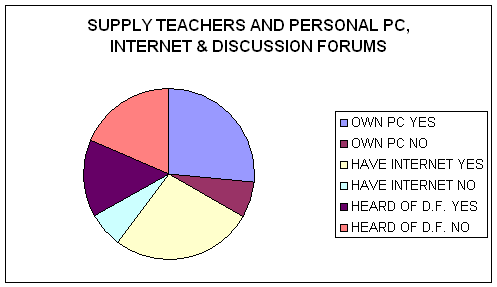 SUPPLY TEACHERS AND PERSONAL PC,
INTERNET & DISCUSSION FORUMS
OWN PC YES
OWN PC NO
HAVE INTERNET YES
HAVE INTERNET NO
HEARD OF D.F. YES
HEARD OF D.F. NO